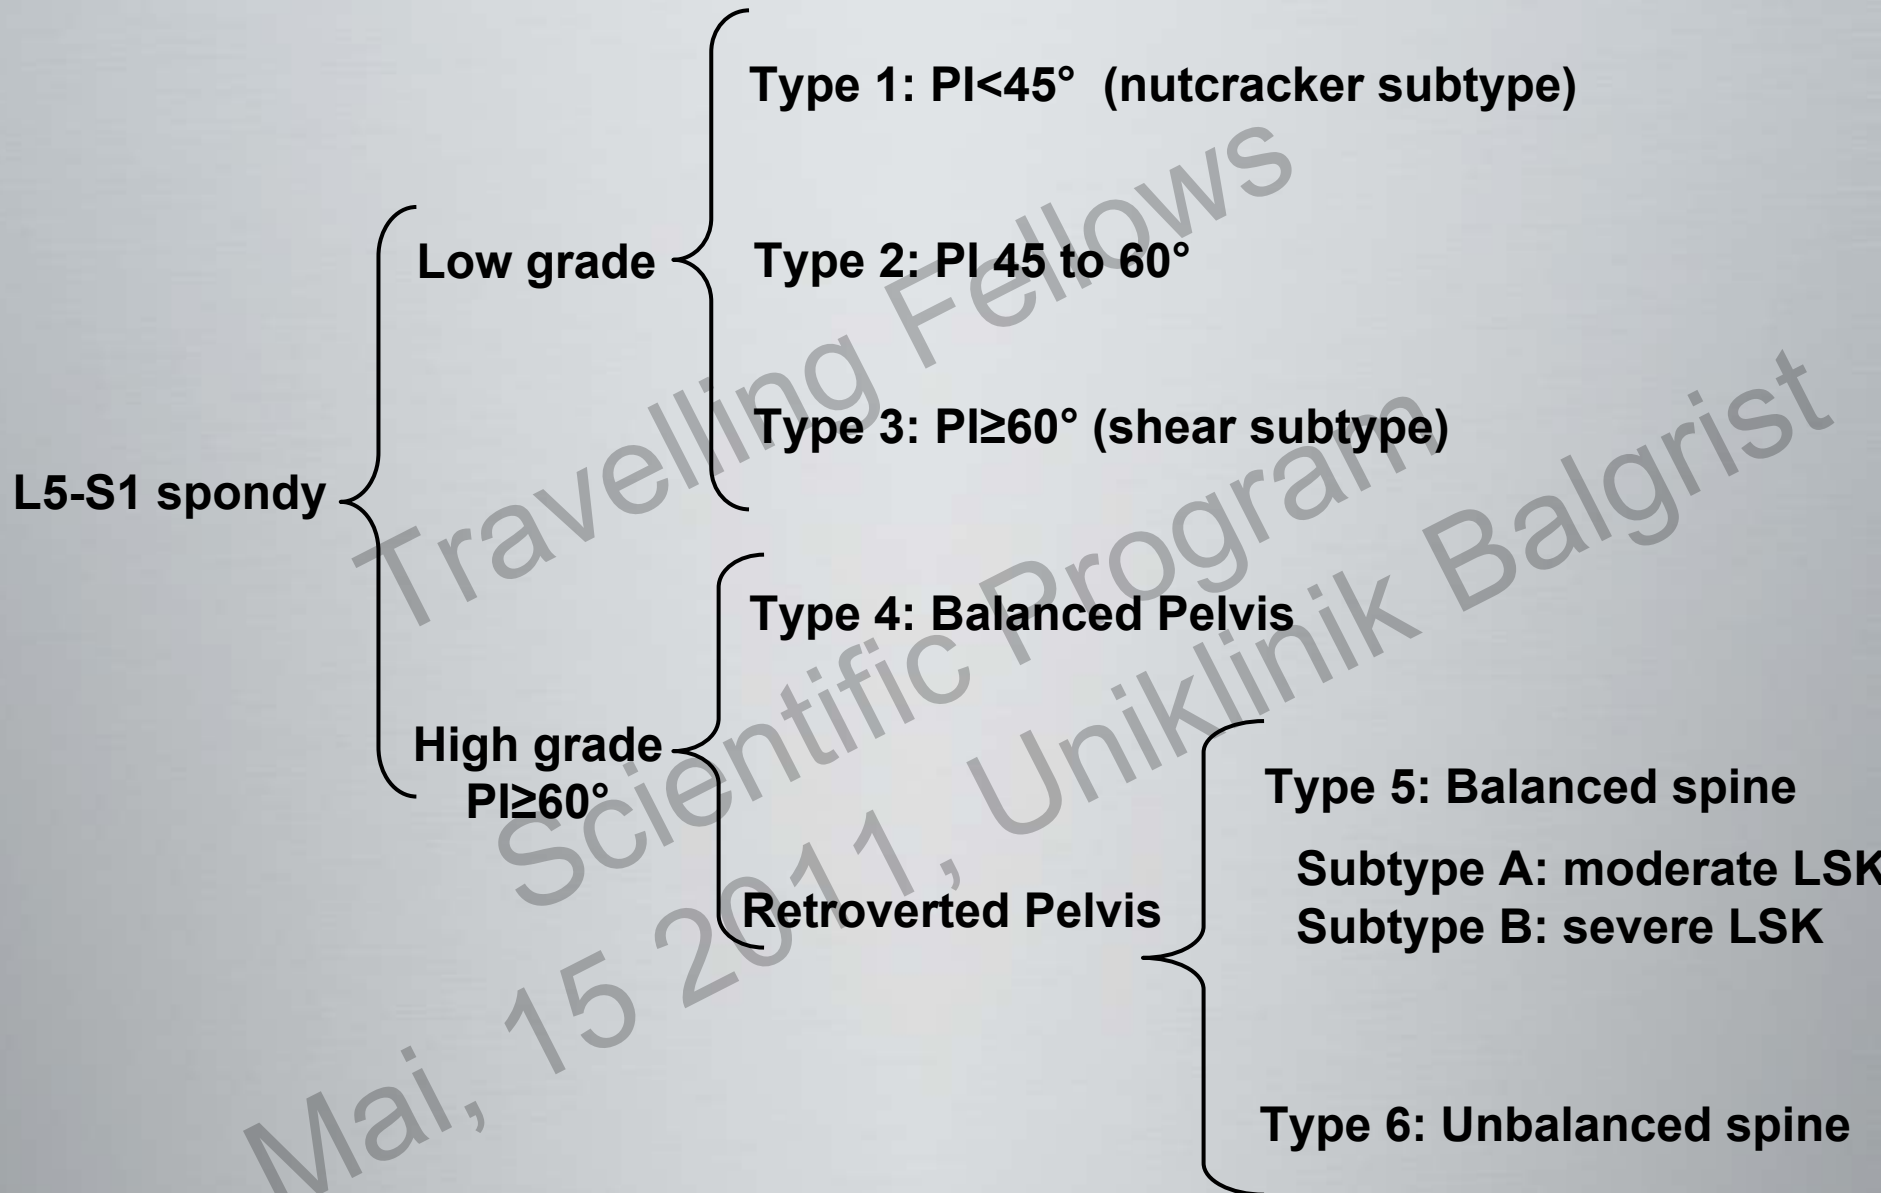 Type 1: PI<45° (nutcracker subtype)
Low grade
Type 2: PI 45 to 60°
Type 3: PI≥60° (shear subtype)
L5-S1 spondy
Type 4: Balanced Pelvis
High grade
PI≥60°
Retroverted Pelvis
Type 5: Balanced spine
Subtype A: moderate LSK
Subtype B: severe LSK
Type 6: Unbalanced spine
Travelling Fellows
Scientific Program
Mai, 15 2011, Uniklinik Balgrist